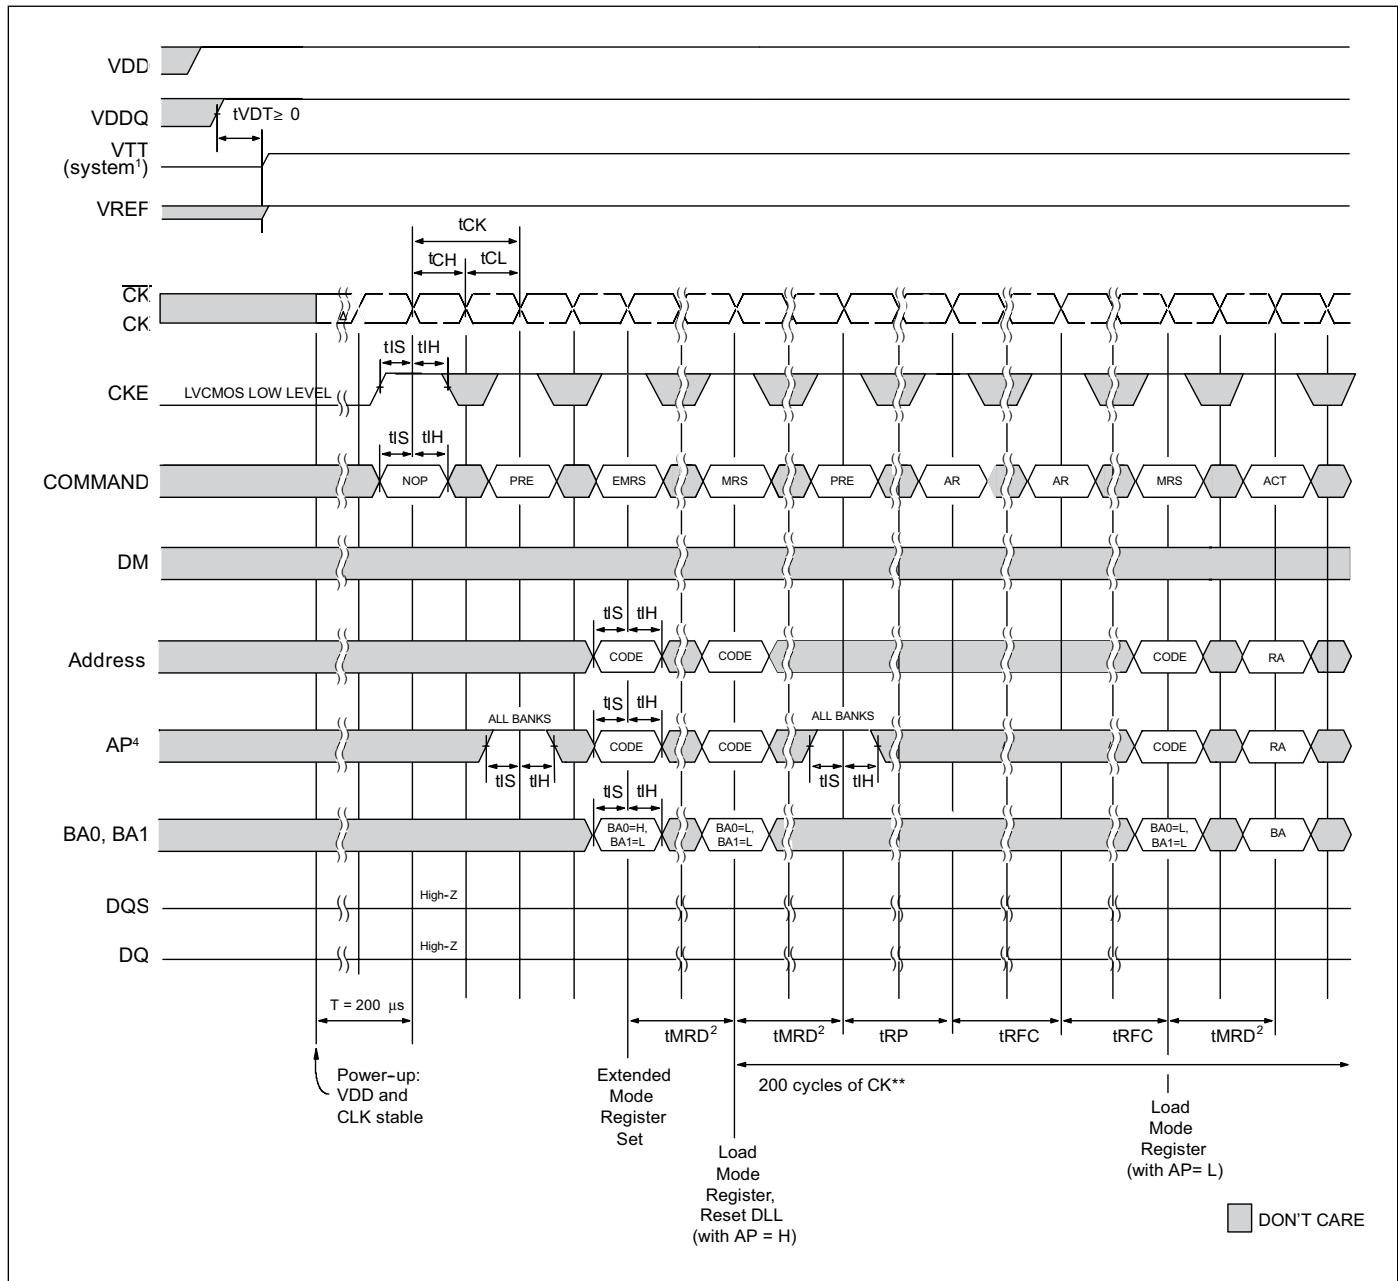 VDD
VDDQ
tVDT≥ 0
VTT
(system¹)
VREF
tCK
tCH
tCL
CK
CK
tIS
tIH
CKE
LVCMOS LOW LEVEL
tIS
tIH
COMMAND
NOP
PRE
EMRS
MRS
PRE
AR
AR
MRS
ACT
DM
tIS
tIH
Address
CODE
CODE
CODE
RA
ALL BANKS
tIS
tIH
ALL BANKS
AP⁴
CODE
CODE
CODE
RA
tIS
tIH
tIS
tIH
tIS
tIH
BA0, BA1
BA0=H,
BA1=L
BA0=L,
BA1=L
BA0=L,
BA1=L
BA
DQS
High-Z
DQ
High-Z
T = 200 µs
tMRD²
tMRD²
tRP
tRFC
tRFC
tMRD²
Power-up:
VDD and
CLK stable
Extended
Mode
Register
Set
200 cycles of CK**
Load
Mode
Register,
Reset DLL
(with AP = H)
Load
Mode
Register
(with AP= L)
DON'T CARE